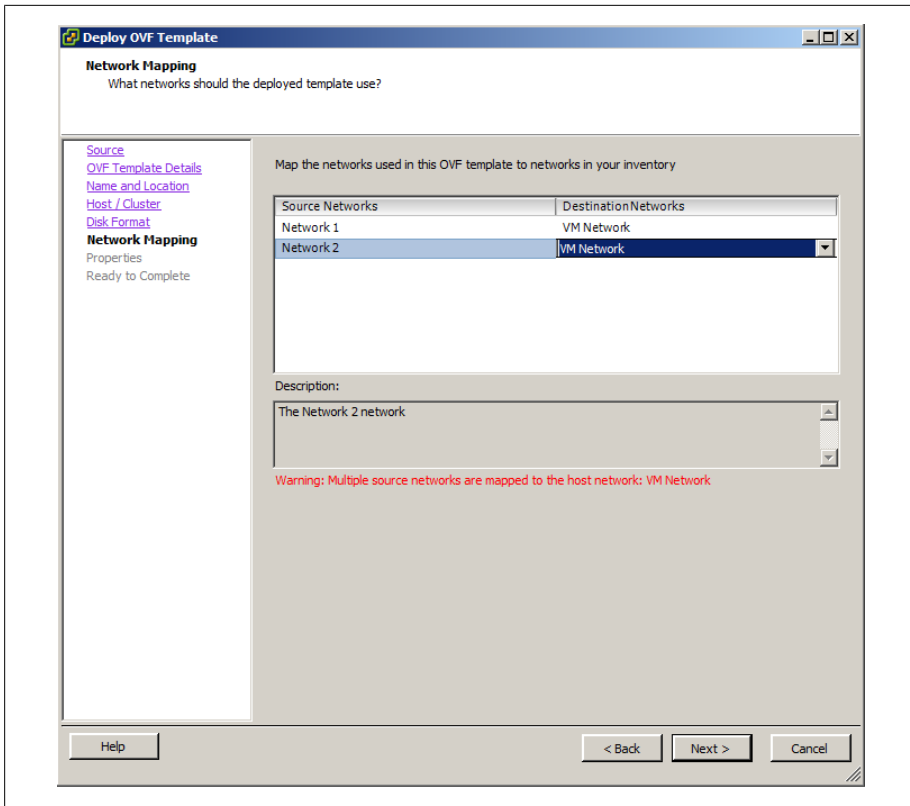 Deploy OVF Template
Network Mapping
What networks should the deployed template use?
Source
OVF Template Details
Name and Location
Host / Cluster
Disk Format
Network Mapping
Properties
Ready to Complete
Map the networks used in this OVF template to networks in your inventory
Source Networks Destination Networks
Network 1 VM Network
Network 2 VM Network
Description:
The Network 2 network
Warning: Multiple source networks are mapped to the host network: VM Network
Help < Back Next > Cancel